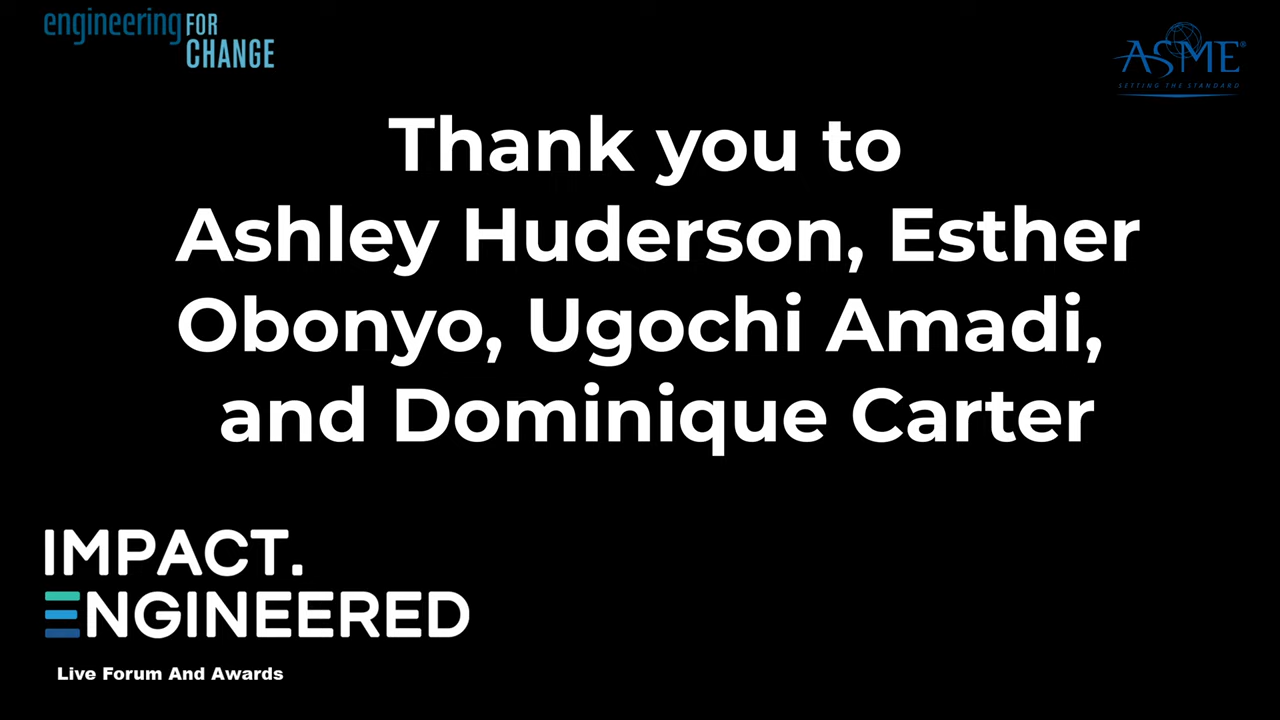 engineering FOR
CHANGE
ASME®
SETTING THE STANDARD
Thank you to
Ashley Huderson, Esther
Obonyo, Ugochi Amadi,
and Dominique Carter
IMPACT.
ENGINEERED
Live Forum And Awards